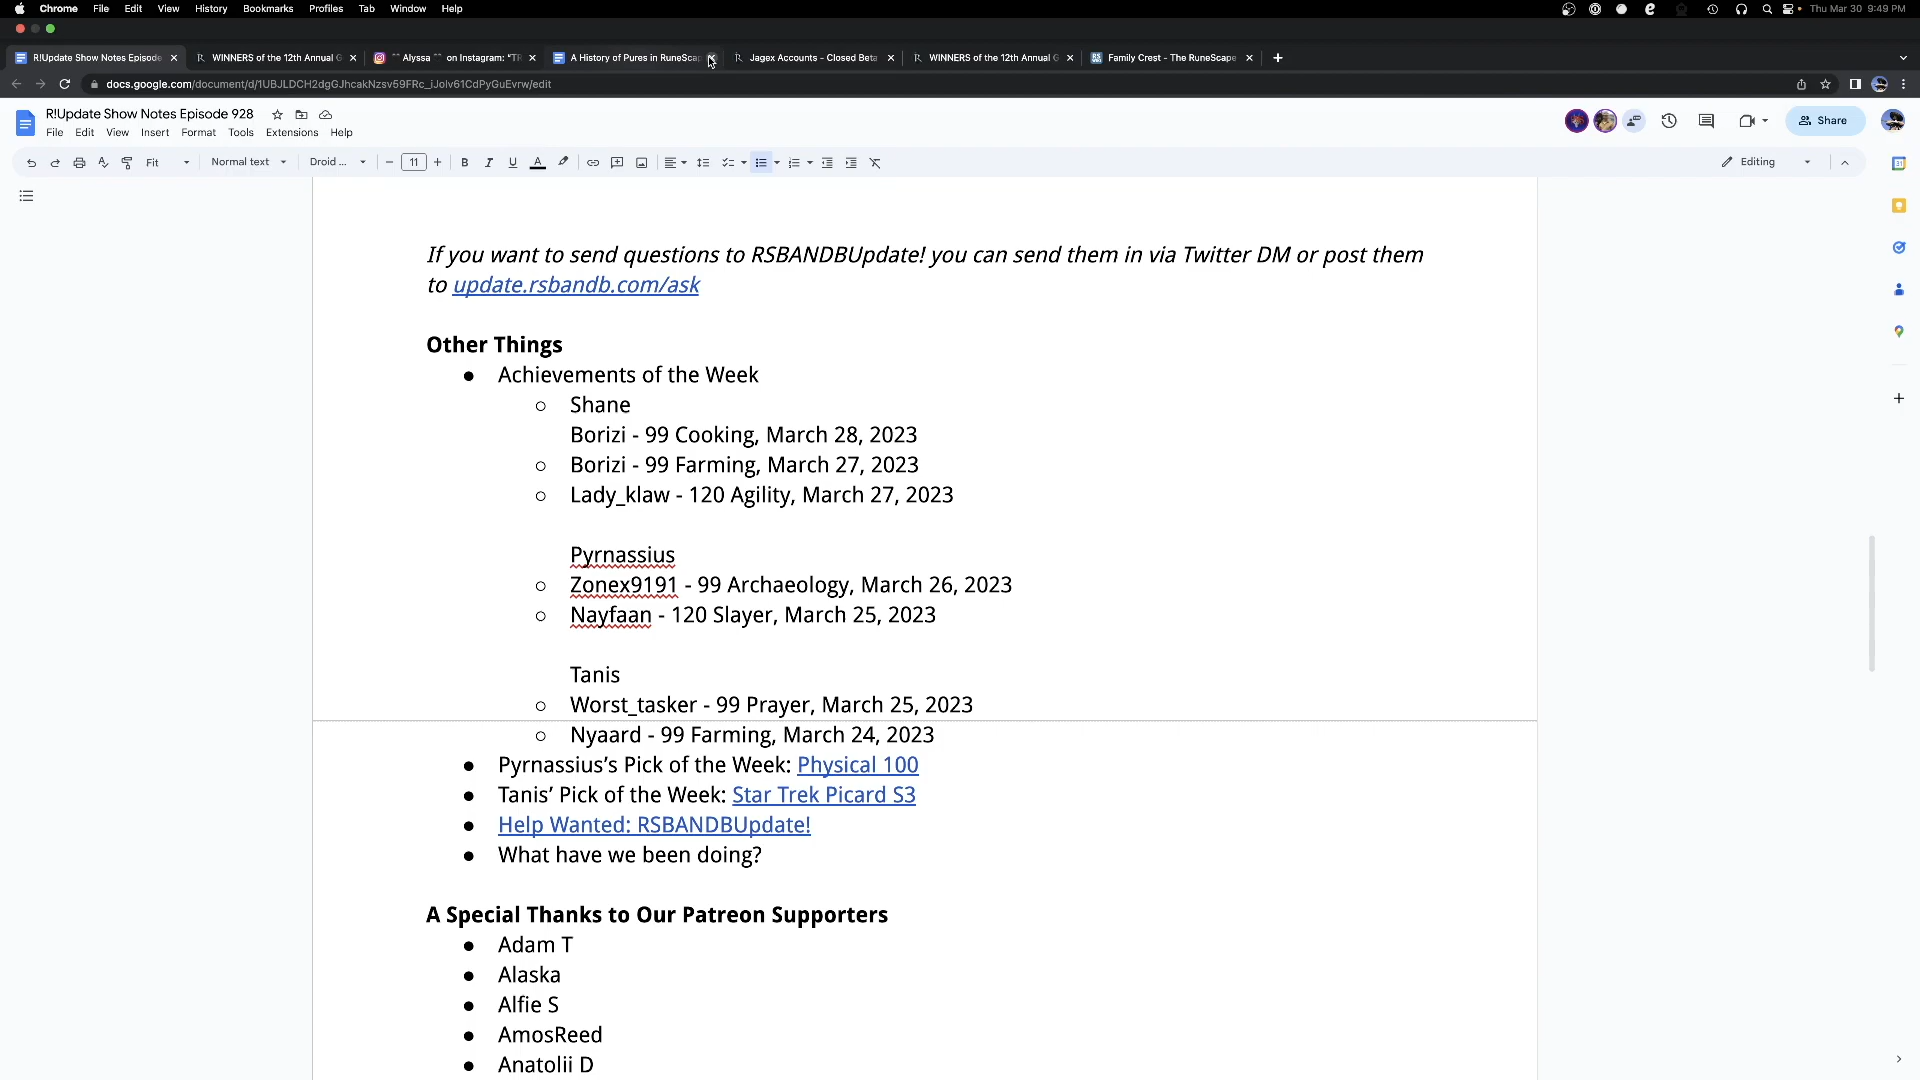 Chrome File Edit View History Bookmarks Profiles Tab Window Help Thu Mar 30 9:49 PM
R!Update Show Notes Episode WINNERS of the 12th Annual G Alyssa on Instagram: "TR A History of Pures in RuneScap Jagex Accounts - Closed Beta WINNERS of the 12th Annual G Family Crest - The RuneScape
docs.google.com/document/d/1UBJLDCH2dgGJhcakNzsv59FRc_iJolv61CdPyGuEvrw/edit
R!Update Show Notes Episode 928
File Edit View Insert Format Tools Extensions Help
Share
Fit Normal text Droid ... 11 Editing
If you want to send questions to RSBANDBUpdate! you can send them in via Twitter DM or post them
to update.rsbandb.com/ask
Other Things
Achievements of the Week
Shane
Borizi - 99 Cooking, March 28, 2023
Borizi - 99 Farming, March 27, 2023
Lady_klaw - 120 Agility, March 27, 2023
Pyrnassius
Zonex9191 - 99 Archaeology, March 26, 2023
Nayfaan - 120 Slayer, March 25, 2023
Tanis
Worst_tasker - 99 Prayer, March 25, 2023
Nyaard - 99 Farming, March 24, 2023
Pyrnassius’s Pick of the Week: Physical 100
Tanis’ Pick of the Week: Star Trek Picard S3
Help Wanted: RSBANDBUpdate!
What have we been doing?
A Special Thanks to Our Patreon Supporters
Adam T
Alaska
Alfie S
AmosReed
Anatolii D